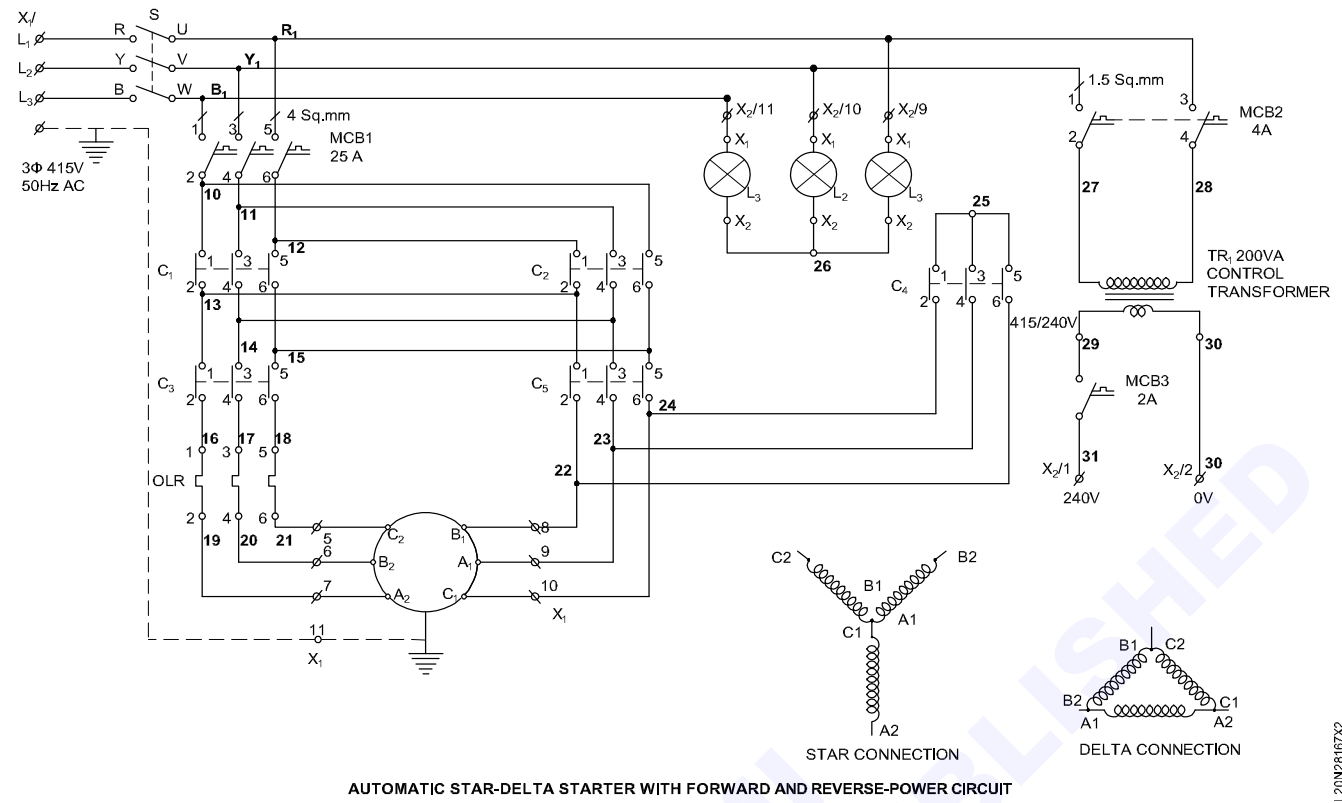 X₁/
S
L₁ R U R₁
L₂ Y V Y₁
L₃ B W B₁
3Φ 415V
50Hz AC
1 3 5 4 Sq.mm
MCB1
25 A
2 4 6
10
11
12
X₂/11 X₂/10 X₂/9
X₁ X₁ X₁
L₃ L₂ L₃
X₂ X₂ X₂
26
1.5 Sq.mm
1 3
MCB2
4A
2 4
27 28
TR₁ 200VA
CONTROL
TRANSFORMER
415/240V
29 30
MCB3
2A
31 30
X₂/1 X₂/2
240V 0V
C₁ 1 3 5
2 4 6
C₂ 1 3 5
2 4 6
25
C₄ 1 3 5
2 4 6
13
14
15
C₃ 1 3 5
2 4 6
C₅ 1 3 5
2 4 6
24
23
22
16 17 18
1 3 5
OLR
2 4 6
19 20 21
5 C₂ B₁ 8
6 B₂ A₁ 9
7 A₂ C₁ 10
X₁
11
X₁
C2 B2
B1
A1
C1
A2
STAR CONNECTION
B1 C2
B2 C1
A1 A2
DELTA CONNECTION
AUTOMATIC STAR-DELTA STARTER WITH FORWARD AND REVERSE-POWER CIRCUIT